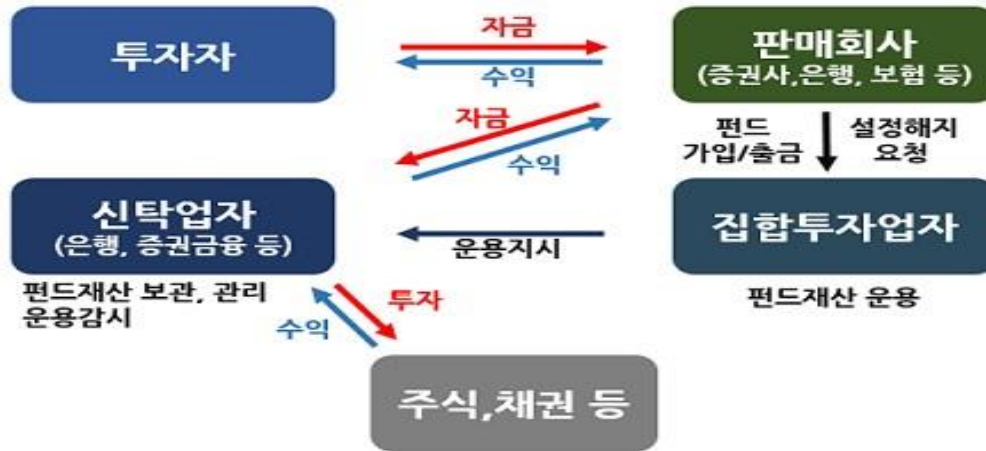 투자자
자금
수익
판매회사
(증권사,은행, 보험 등)
자금
수익
펀드
가입/출금
설정해지
요청
신탁업자
(은행, 증권금융 등)
운용지시
집합투자업자
펀드재산 보관, 관리
운용감시
펀드재산 운용
투자
수익
주식,채권 등